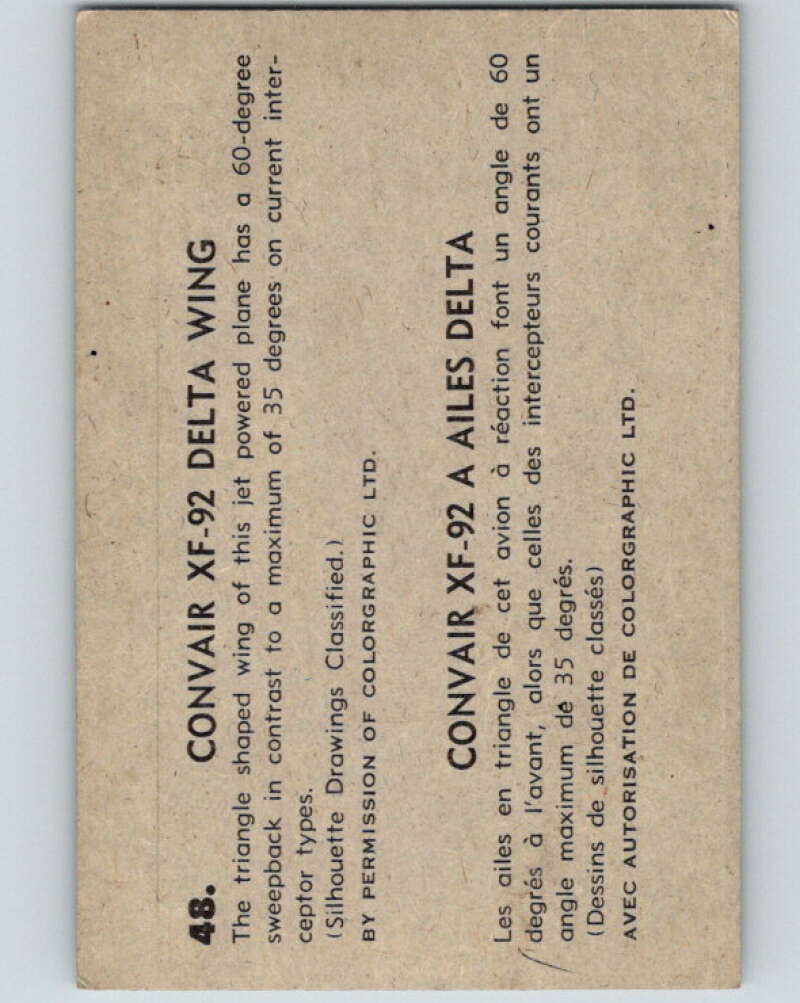 48. CONVAIR XF-92 DELTA WING
The triangle shaped wing of this jet powered plane has a 60-degree
sweepback in contrast to a maximum of 35 degrees on current inter-
ceptor types.
(Silhouette Drawings Classified.)
BY PERMISSION OF COLORGRAPHIC LTD.
CONVAIR XF-92 A AILES DELTA
Les ailes en triangle de cet avion à réaction font un angle de 60
degrés à l'avant, alors que celles des intercepteurs courants ont un
angle maximum de 35 degrés.
(Dessins de silhouette classés)
AVEC AUTORISATION DE COLORGRAPHIC LTD.